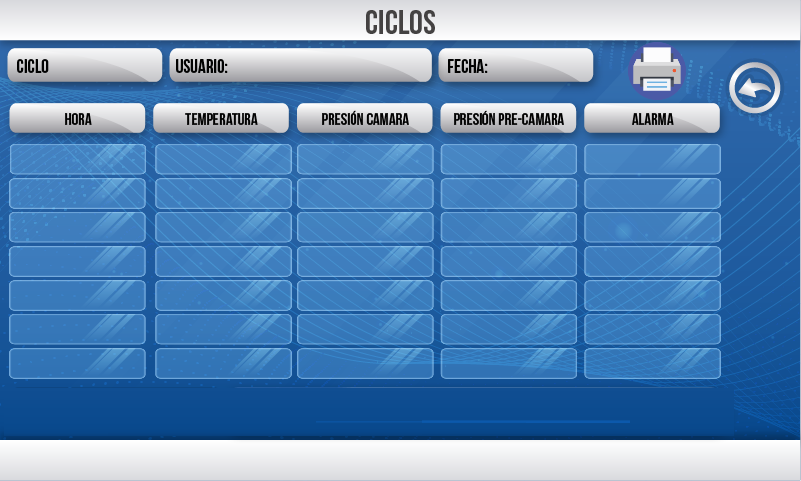 CICLOS
CICLO
USUARIO:
FECHA:
HORA
TEMPERATURA
PRESIÓN CAMARA
PRESIÓN PRE-CAMARA
ALARMA